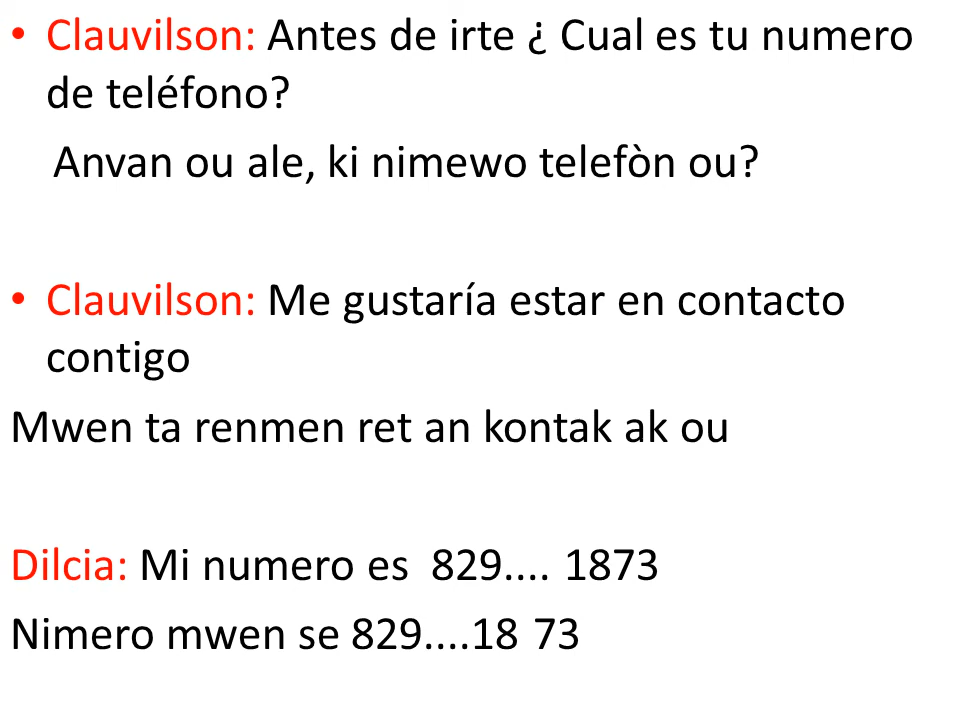 • Clauvilson: Antes de irte ¿ Cual es tu numero
de teléfono?
Anvan ou ale, ki nimewo telefòn ou?
• Clauvilson: Me gustaría estar en contacto
contigo
Mwen ta renmen ret an kontak ak ou
Dilcia: Mi numero es 829.... 1873
Nimero mwen se 829....18 73